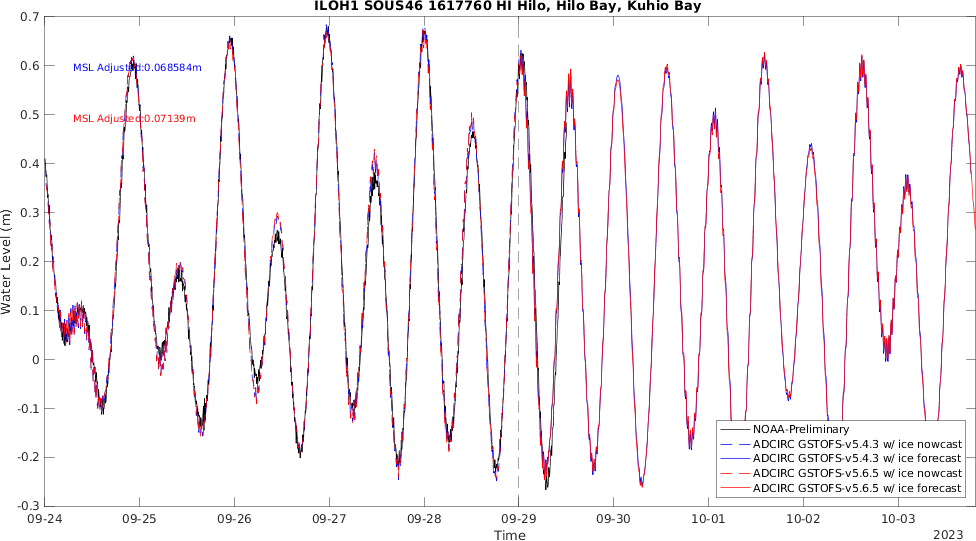 ILOH1 SOUS46 1617760 HI Hilo, Hilo Bay, Kuhio Bay
0.7
0.6
0.5
0.4
0.3
0.2
0.1
0
-0.1
-0.2
-0.3
Water Level (m)
MSL Adjusted:0.068584m
MSL Adjusted:0.07139m
NOAA-Preliminary
ADCIRC GSTOFS-v5.4.3 w/ ice nowcast
ADCIRC GSTOFS-v5.4.3 w/ ice forecast
ADCIRC GSTOFS-v5.6.5 w/ ice nowcast
ADCIRC GSTOFS-v5.6.5 w/ ice forecast
09-24 09-25 09-26 09-27 09-28 09-29 09-30 10-01 10-02 10-03
Time
2023